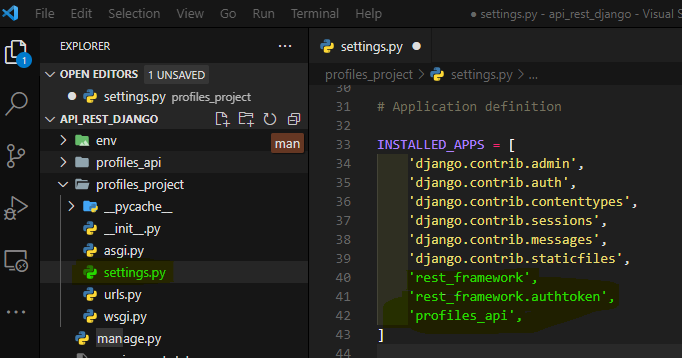 File Edit Selection View Go Run Terminal Help
settings.py - api_rest_django - Visual S
EXPLORER
OPEN EDITORS 1 UNSAVED
settings.py profiles_project
API_REST_DJANGO
env
man
profiles_api
profiles_project
__pycache__
__init__.py
asgi.py
settings.py
urls.py
wsgi.py
manage.py
1
settings.py
profiles_project > settings.py > ...
30
31 # Application definition
32
33 INSTALLED_APPS = [
34 'django.contrib.admin',
35 'django.contrib.auth',
36 'django.contrib.contenttypes',
37 'django.contrib.sessions',
38 'django.contrib.messages',
39 'django.contrib.staticfiles',
40 'rest_framework',
41 'rest_framework.authtoken',
42 'profiles_api',
43 ]
44